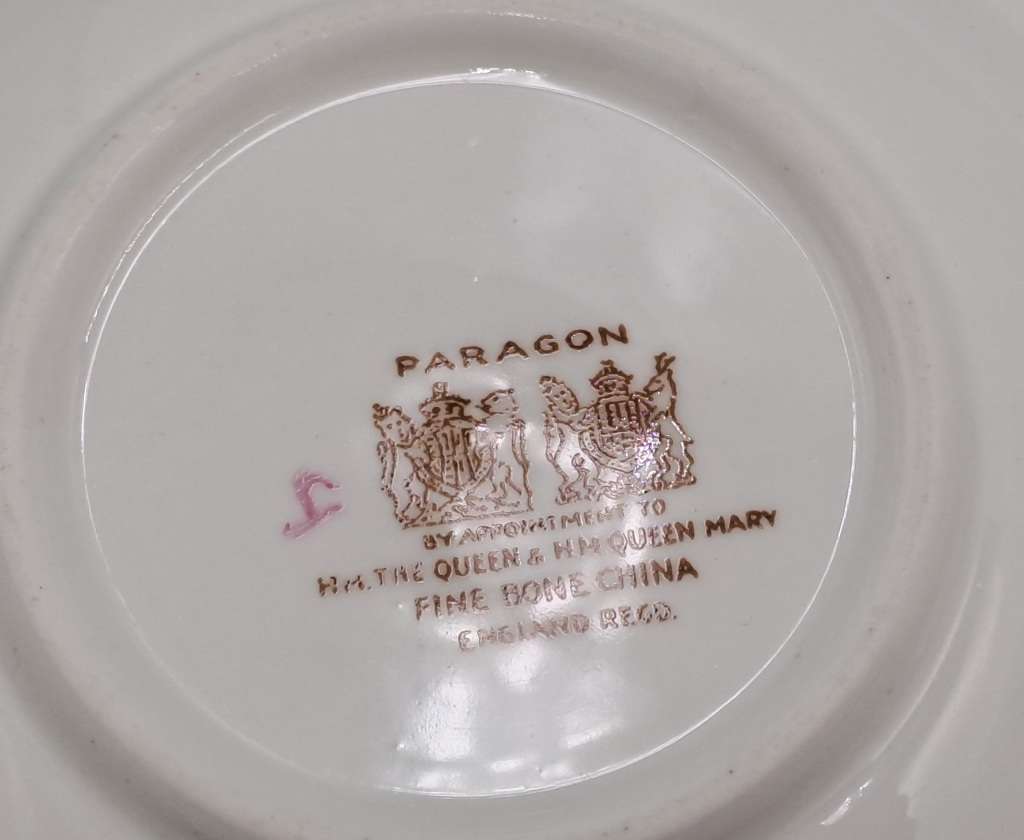 PARAGON
BY APPOINTMENT TO
H.M. THE QUEEN & H.M. QUEEN MARY
FINE BONE CHINA
ENGLAND REGD.